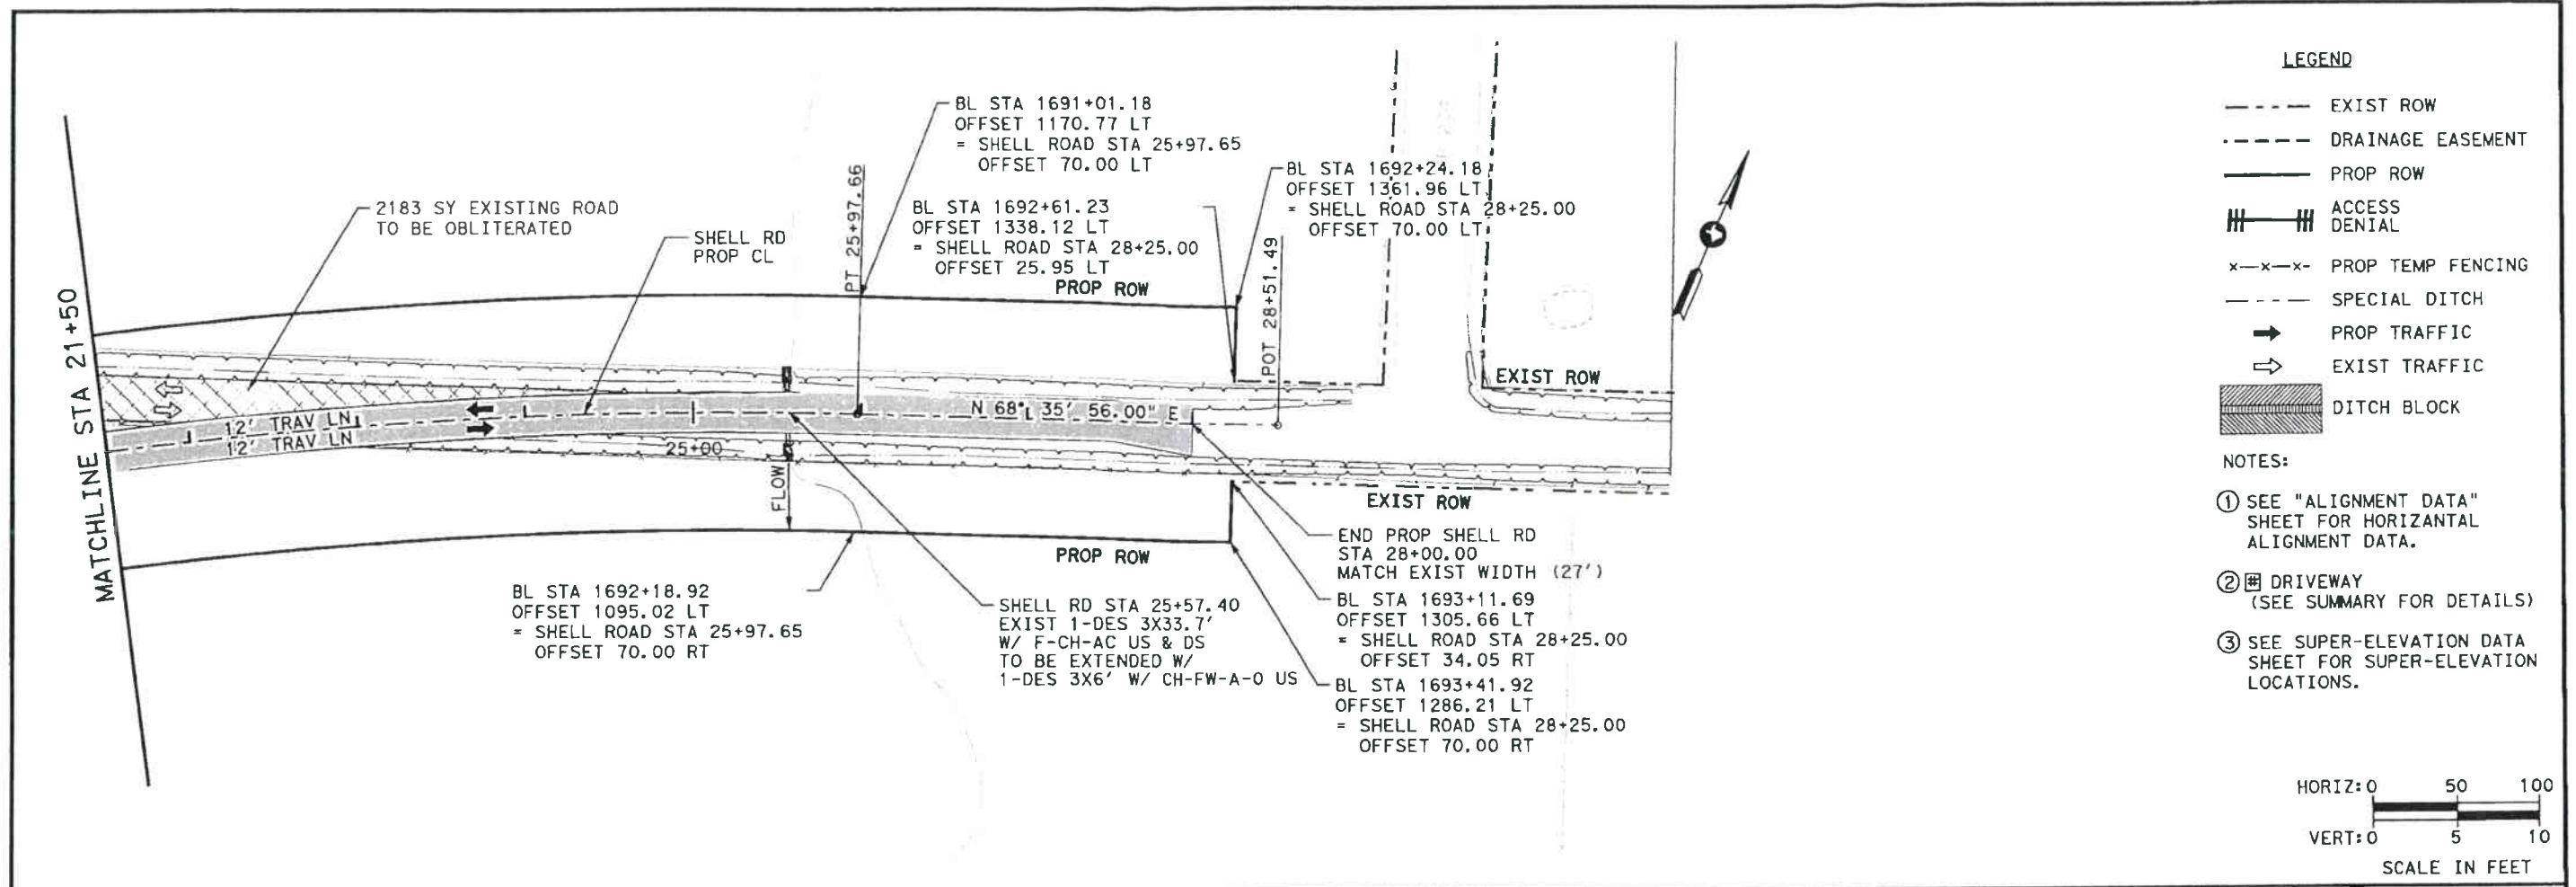 MATCHLINE STA 21+50
2183 SY EXISTING ROAD
TO BE OBLITERATED
SHELL RD
PROP CL
BL STA 1691+01.18
OFFSET 1170.77 LT
= SHELL ROAD STA 25+97.65
OFFSET 70.00 LT
PT 25+97.66
BL STA 1692+61.23
OFFSET 1338.12 LT
= SHELL ROAD STA 28+25.00
OFFSET 25.95 LT
BL STA 1692+24.18
OFFSET 1361.96 LT
= SHELL ROAD STA 28+25.00
OFFSET 70.00 LT
PROP ROW
POT 28+51.49
EXIST ROW
12' TRAV LN
12' TRAV LN
N 68° 35' 56.00" E
25+00
FLOW
EXIST ROW
PROP ROW
BL STA 1692+18.92
OFFSET 1095.02 LT
= SHELL ROAD STA 25+97.65
OFFSET 70.00 RT
SHELL RD STA 25+57.40
EXIST 1-DES 3X33.7'
W/ F-CH-AC US & DS
TO BE EXTENDED W/
1-DES 3X6' W/ CH-FW-A-0 US
END PROP SHELL RD
STA 28+00.00
MATCH EXIST WIDTH (27')
BL STA 1693+11.69
OFFSET 1305.66 LT
= SHELL ROAD STA 28+25.00
OFFSET 34.05 RT
BL STA 1693+41.92
OFFSET 1286.21 LT
= SHELL ROAD STA 28+25.00
OFFSET 70.00 RT
LEGEND
EXIST ROW
DRAINAGE EASEMENT
PROP ROW
ACCESS
DENIAL
PROP TEMP FENCING
SPECIAL DITCH
PROP TRAFFIC
EXIST TRAFFIC
DITCH BLOCK
NOTES:
① SEE "ALIGNMENT DATA"
SHEET FOR HORIZANTAL
ALIGNMENT DATA.
② # DRIVEWAY
(SEE SUMMARY FOR DETAILS)
③ SEE SUPER-ELEVATION DATA
SHEET FOR SUPER-ELEVATION
LOCATIONS.
HORIZ: 0 50 100
VERT: 0 5 10
SCALE IN FEET